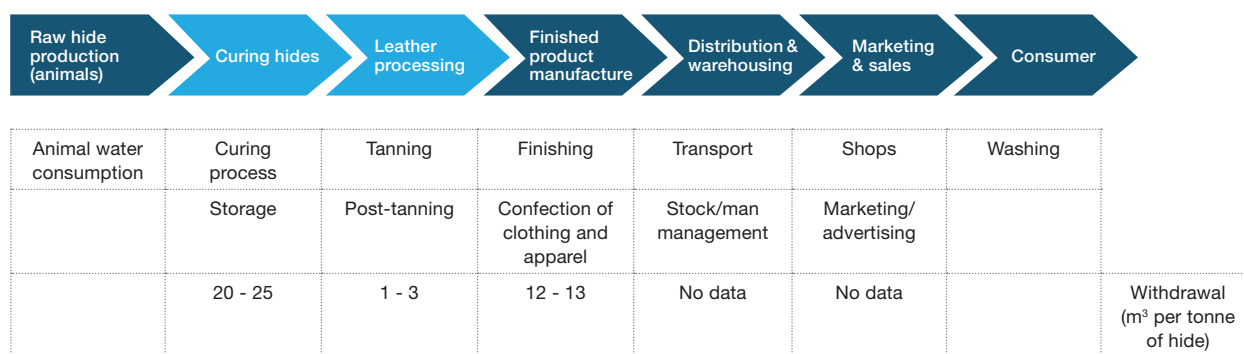 Raw hide
production
(animals)
Curing hides
Leather
processing
Finished
product
manufacture
Distribution &
warehousing
Marketing
& sales
Consumer
Animal water
consumption
Curing
process
Tanning
Finishing
Transport
Shops
Washing
Storage
Post-tanning
Confection of
clothing and
apparel
Stock/man
management
Marketing/
advertising
20 - 25
1 - 3
12 - 13
No data
No data
Withdrawal
(m³ per tonne
of hide)